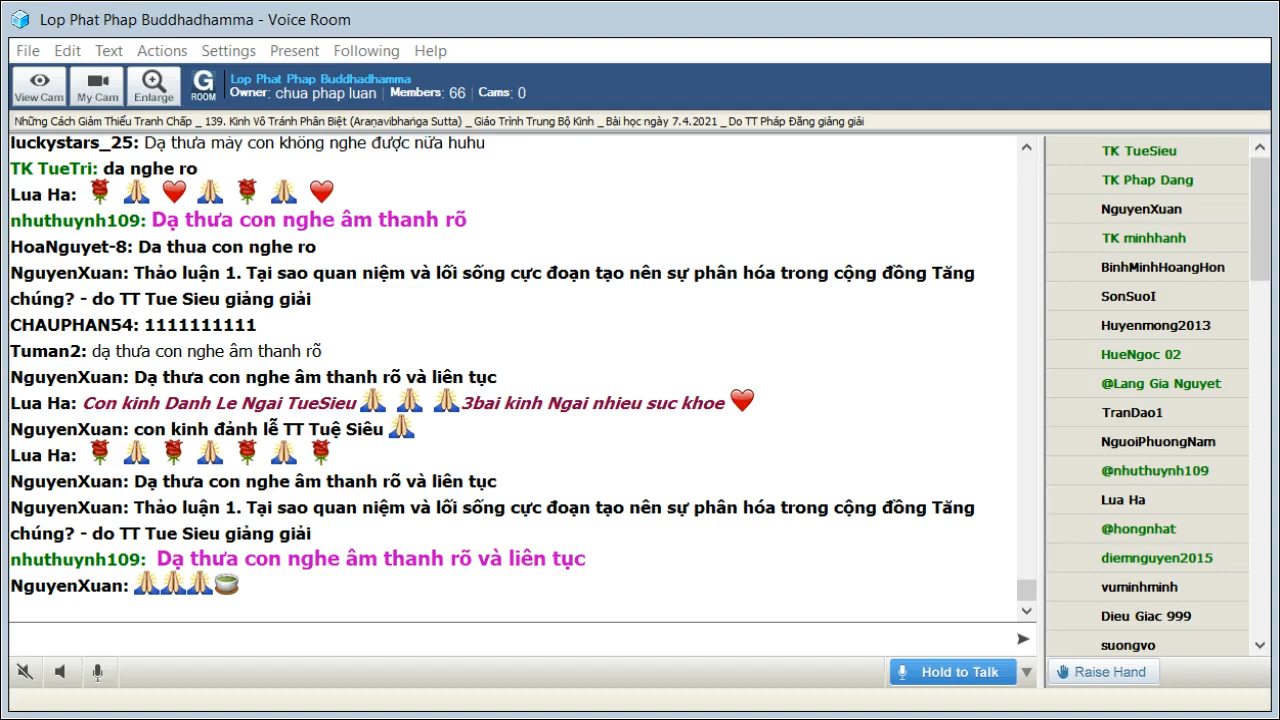 Lop Phat Phap Buddhadhamma - Voice Room
File Edit Text Actions Settings Present Following Help
View Cam My Cam Enlarge G ROOM
Lop Phat Phap Buddhadhamma
Owner: chua phap luan | Members: 66 | Cams: 0
Những Cách Giảm Thiểu Tranh Chấp _ 139. Kinh Vô Tránh Phân Biệt (Araṇavibhaṅga Sutta) _Giáo Trình Trung Bộ Kinh _Bài học ngày 7.4.2021 _Do TT Pháp Đăng giảng giải
luckystars_25: Dạ thưa máy con không nghe được nữa huhu
TK TueTri: da nghe ro
Lua Ha: 🌹 🙏 ❤️ 🙏 🌹 🙏 ❤️
nhuthuynh109: Dạ thưa con nghe âm thanh rõ
HoaNguyet-8: Da thua con nghe ro
NguyenXuan: Thảo luận 1. Tại sao quan niệm và lối sống cực đoạn tạo nên sự phân hóa trong cộng đồng Tăng
chúng? - do TT Tue Sieu giảng giải
CHAUPHAN54: 1111111111
Tuman2: dạ thưa con nghe âm thanh rõ
NguyenXuan: Dạ thưa con nghe âm thanh rõ và liên tục
Lua Ha: Con kinh Danh Le Ngai TueSieu 🙏 🙏 🙏 3bai kinh Ngai nhieu suc khoe ❤️
NguyenXuan: con kinh đảnh lễ TT Tuệ Siêu 🙏
Lua Ha: 🌹 🙏 🌹 🙏 🌹 🙏 🌹
NguyenXuan: Dạ thưa con nghe âm thanh rõ và liên tục
NguyenXuan: Thảo luận 1. Tại sao quan niệm và lối sống cực đoạn tạo nên sự phân hóa trong cộng đồng Tăng
chúng? - do TT Tue Sieu giảng giải
nhuthuynh109: Dạ thưa con nghe âm thanh rõ và liên tục
NguyenXuan: 🙏🙏🙏🍵
TK TueSieu
TK Phap Dang
NguyenXuan
TK minhhanh
BinhMinhHoangHon
SonSuoI
Huyenmong2013
HueNgoc 02
@Lang Gia Nguyet
TranDao1
NguoiPhuongNam
@nhuthuynh109
Lua Ha
@hongnhat
diemnguyen2015
vuminhminh
Dieu Giac 999
suongvo
Hold to Talk
Raise Hand